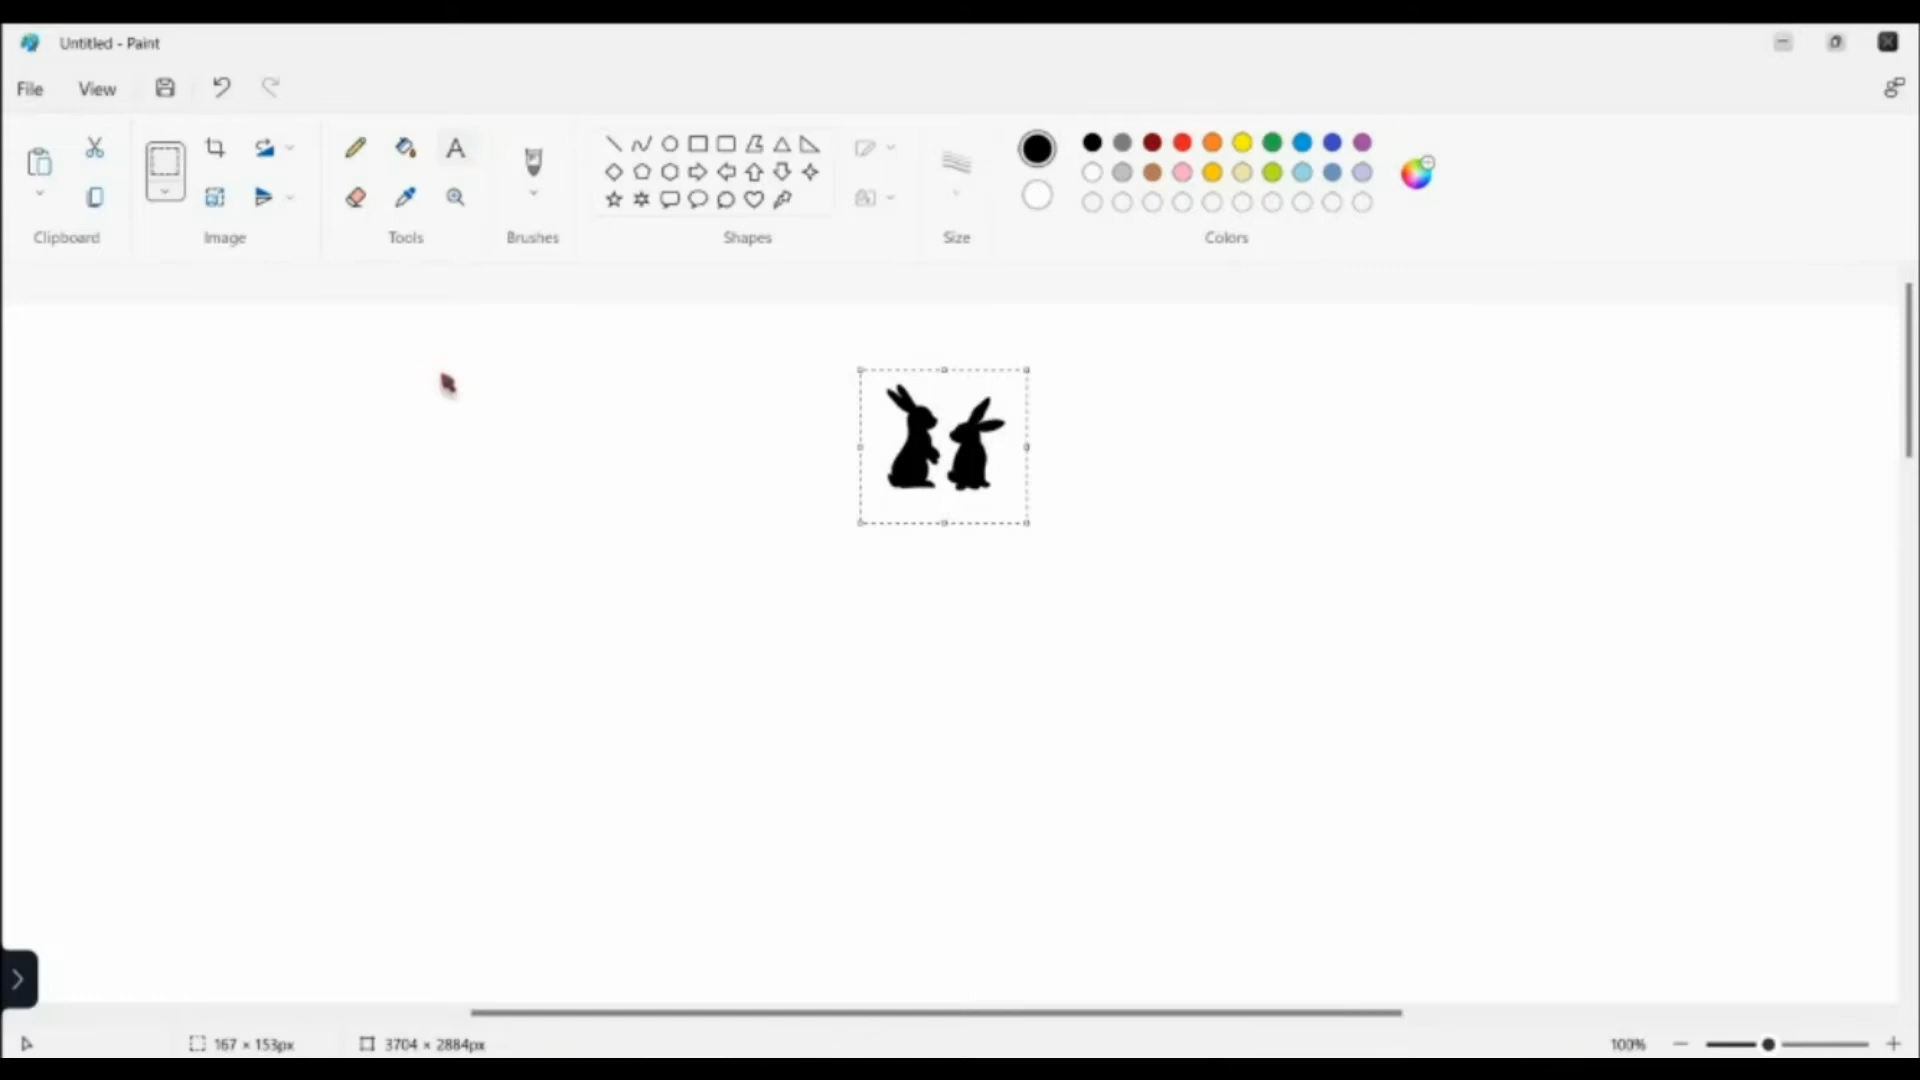 Untitled - Paint
File View
A
Clipboard Image Tools Brushes Shapes Size Colors
167 × 153px 3704 × 2884px 100%